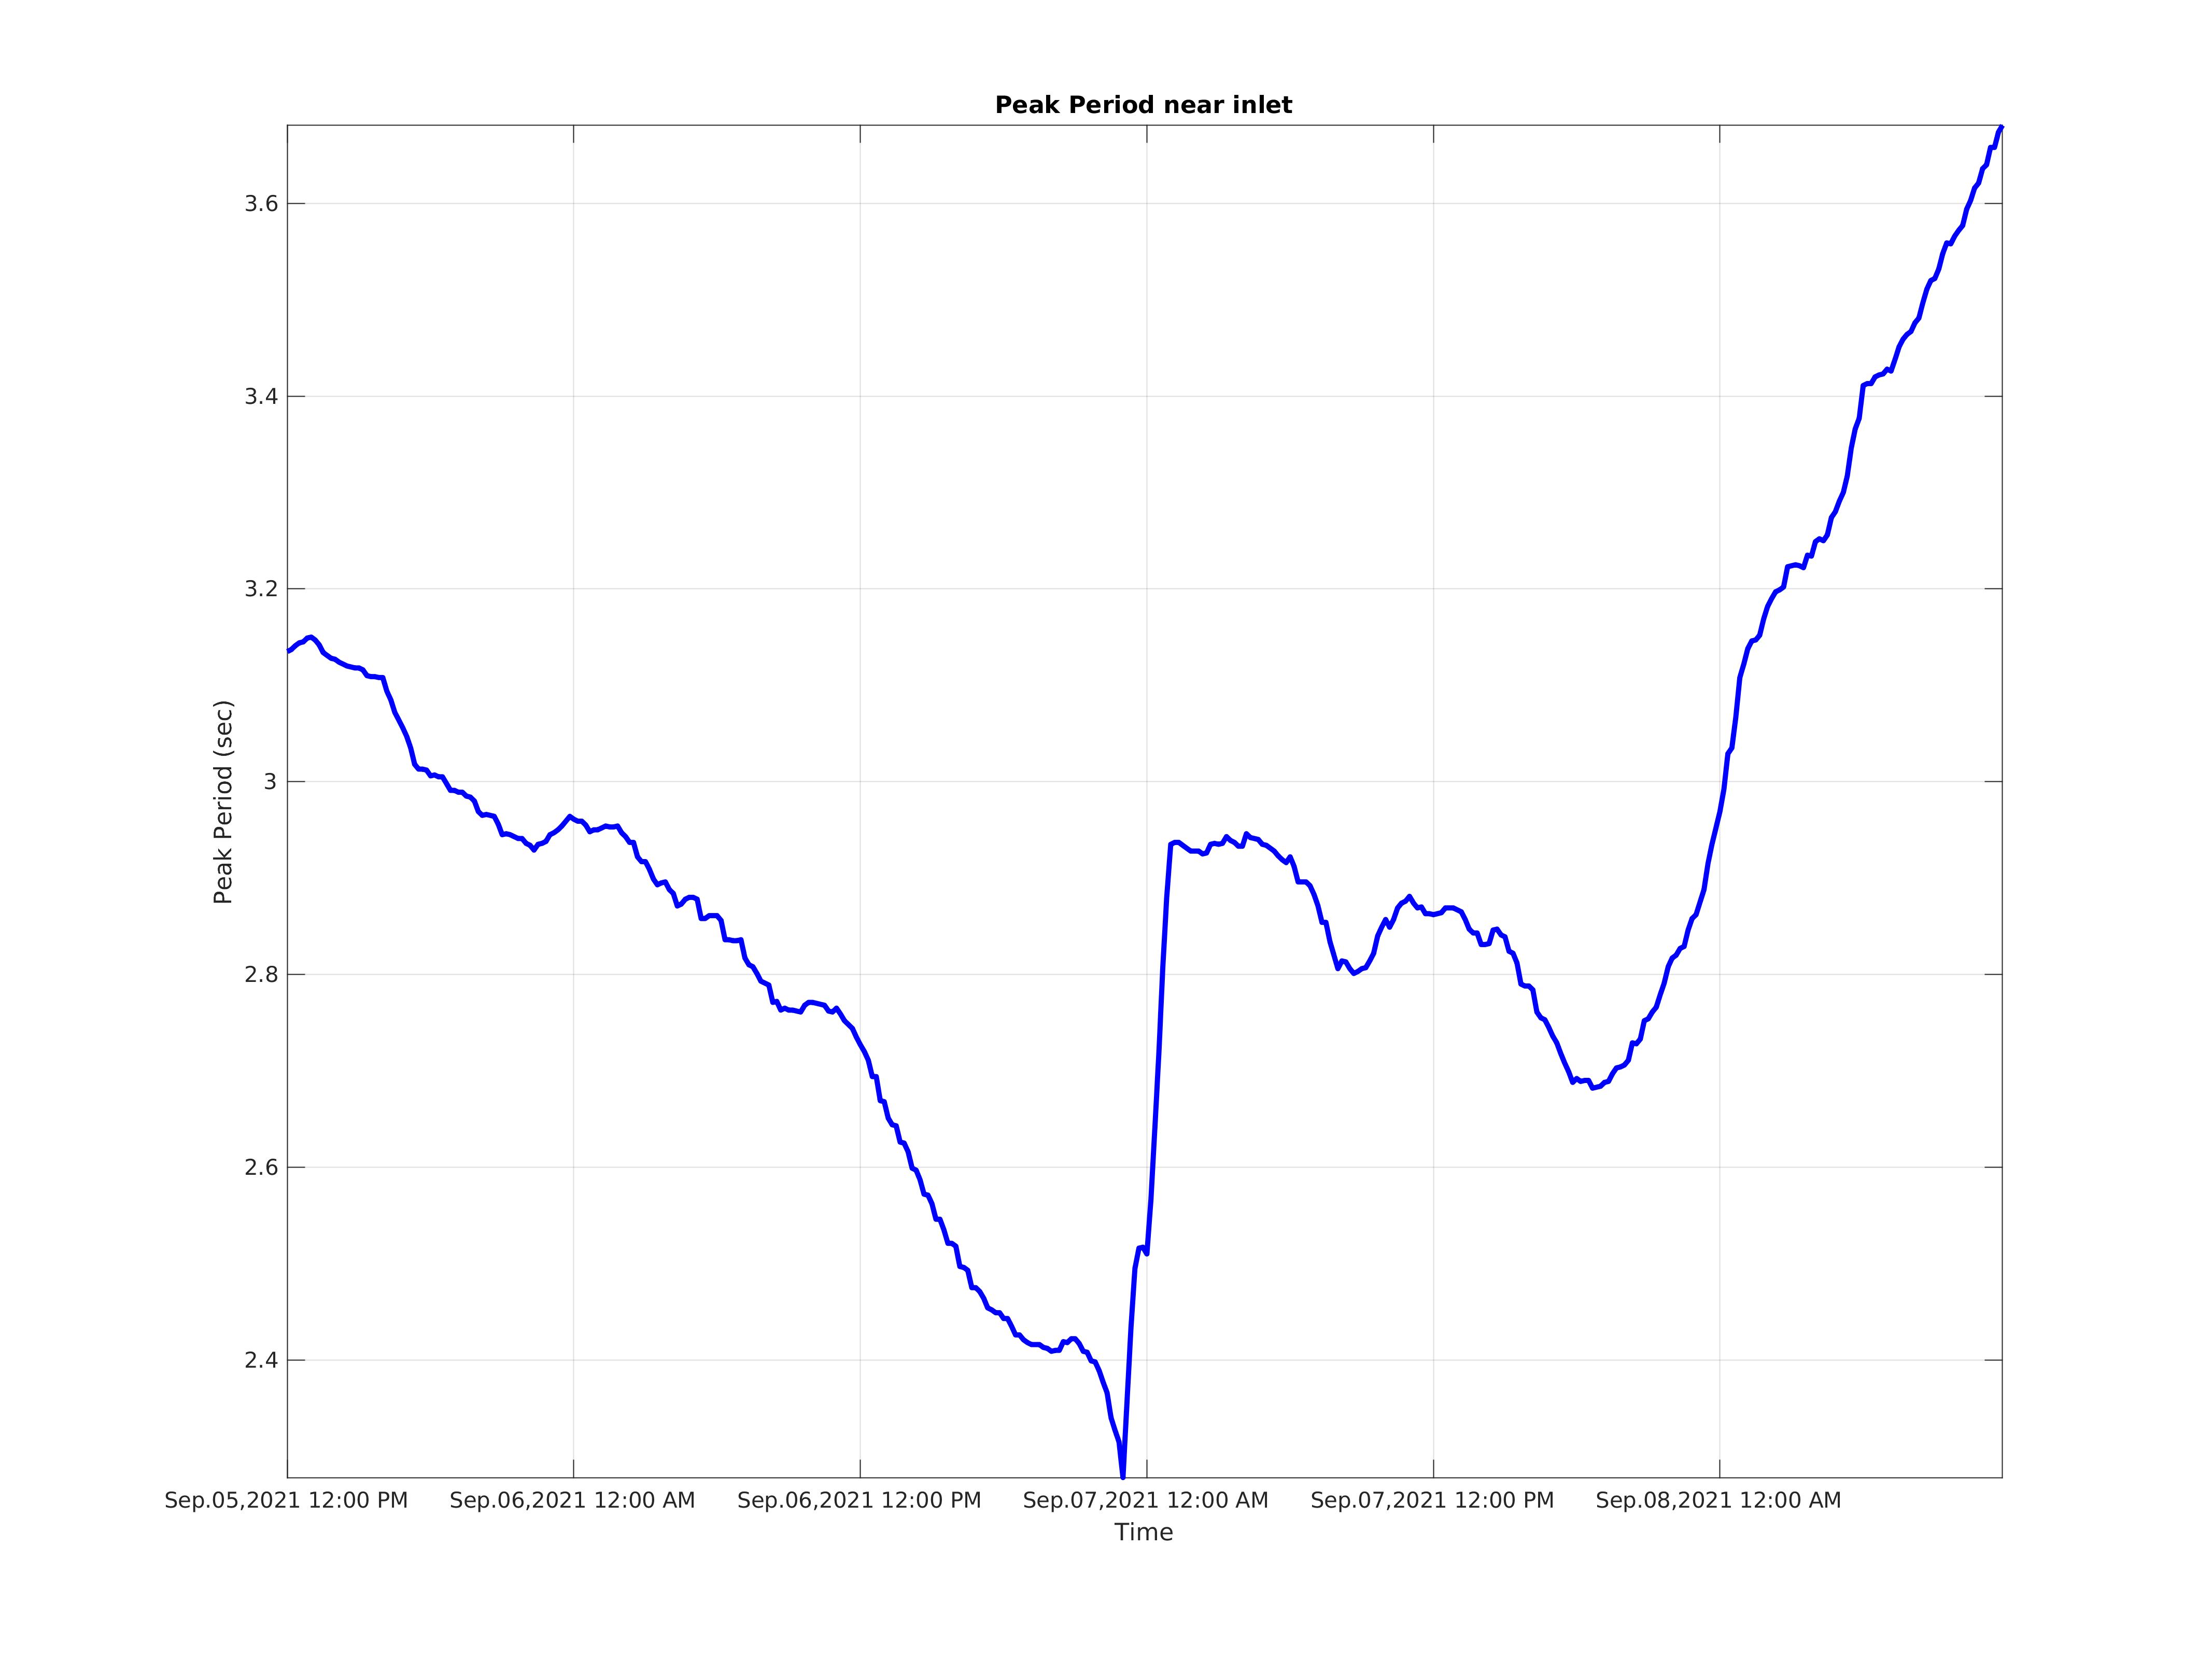 Peak Period near inlet
3.6
3.4
3.2
3
2.8
2.6
2.4
Peak Period (sec)
Sep.05,2021 12:00 PM
Sep.06,2021 12:00 AM
Sep.06,2021 12:00 PM
Sep.07,2021 12:00 AM
Sep.07,2021 12:00 PM
Sep.08,2021 12:00 AM
Time